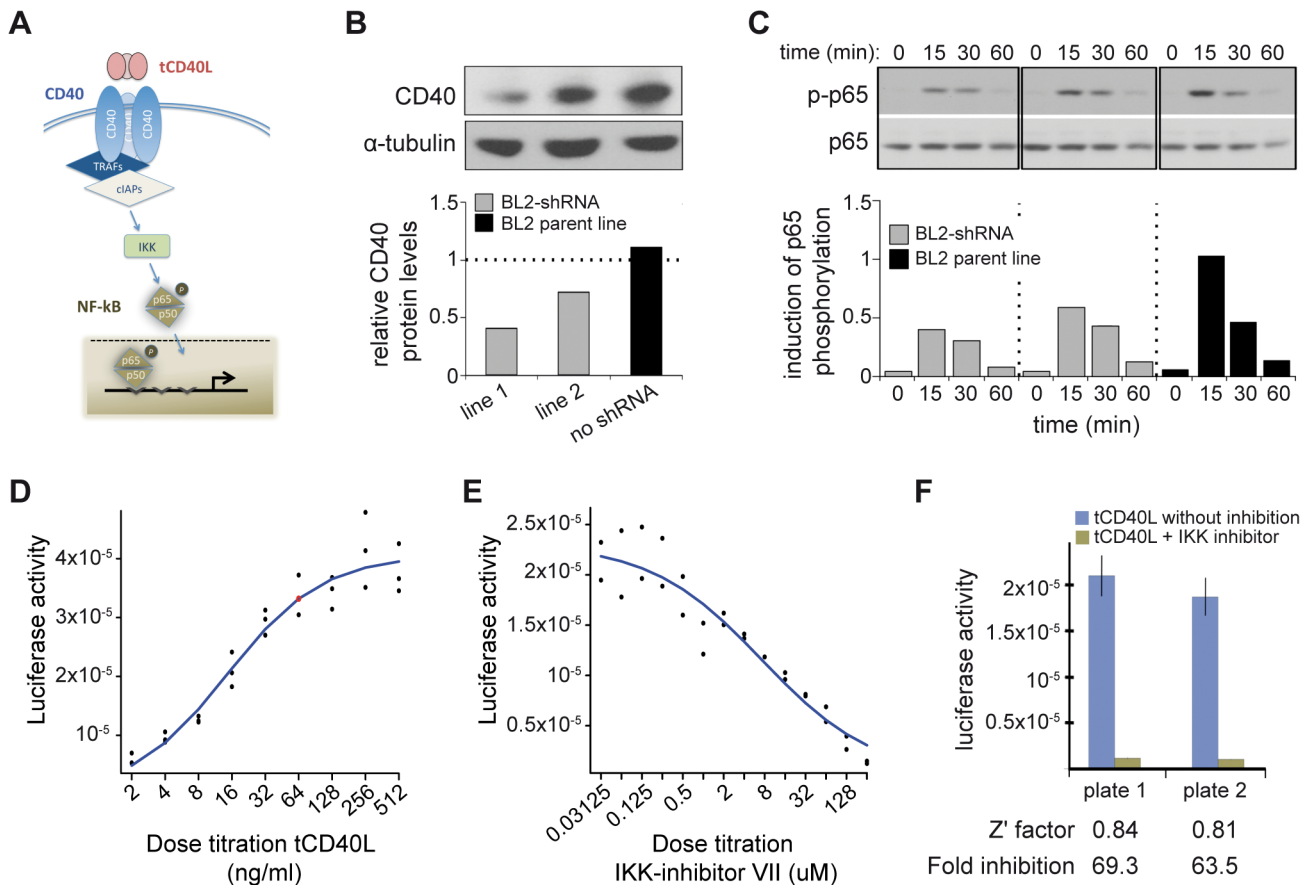 A
tCD40L
CD40
CD40
CD40
CD40
TRAFs
cIAPs
IKK
NF-kB
p65
p
p50
p65
p
p50
B
CD40
α-tubulin
BL2-shRNA
BL2 parent line
relative CD40
protein levels
1.5
1
0.5
0
line 1
line 2
no shRNA
C
time (min): 0 15 30 60 0 15 30 60 0 15 30 60
p-p65
p65
BL2-shRNA
BL2 parent line
induction of p65
phosphorylation
1.5
1
0.5
0
0 15 30 60 0 15 30 60 0 15 30 60
time (min)
D
Luciferase activity
4x10-5
3x10-5
2x10-5
10-5
2 4 8 16 32 64 128 256 512
Dose titration tCD40L
(ng/ml)
E
Luciferase activity
2.5x10-5
2x10-5
1.5x10-5
10-5
0.5x10-5
0.03125 0.125 0.5 2 8 32 128
Dose titration
IKK-inhibitor VII (uM)
F
tCD40L without inhibition
tCD40L + IKK inhibitor
luciferase activity
2x10-5
1.5x10-5
10-5
0.5x10-5
0
plate 1 plate 2
Z' factor 0.84 0.81
Fold inhibition 69.3 63.5